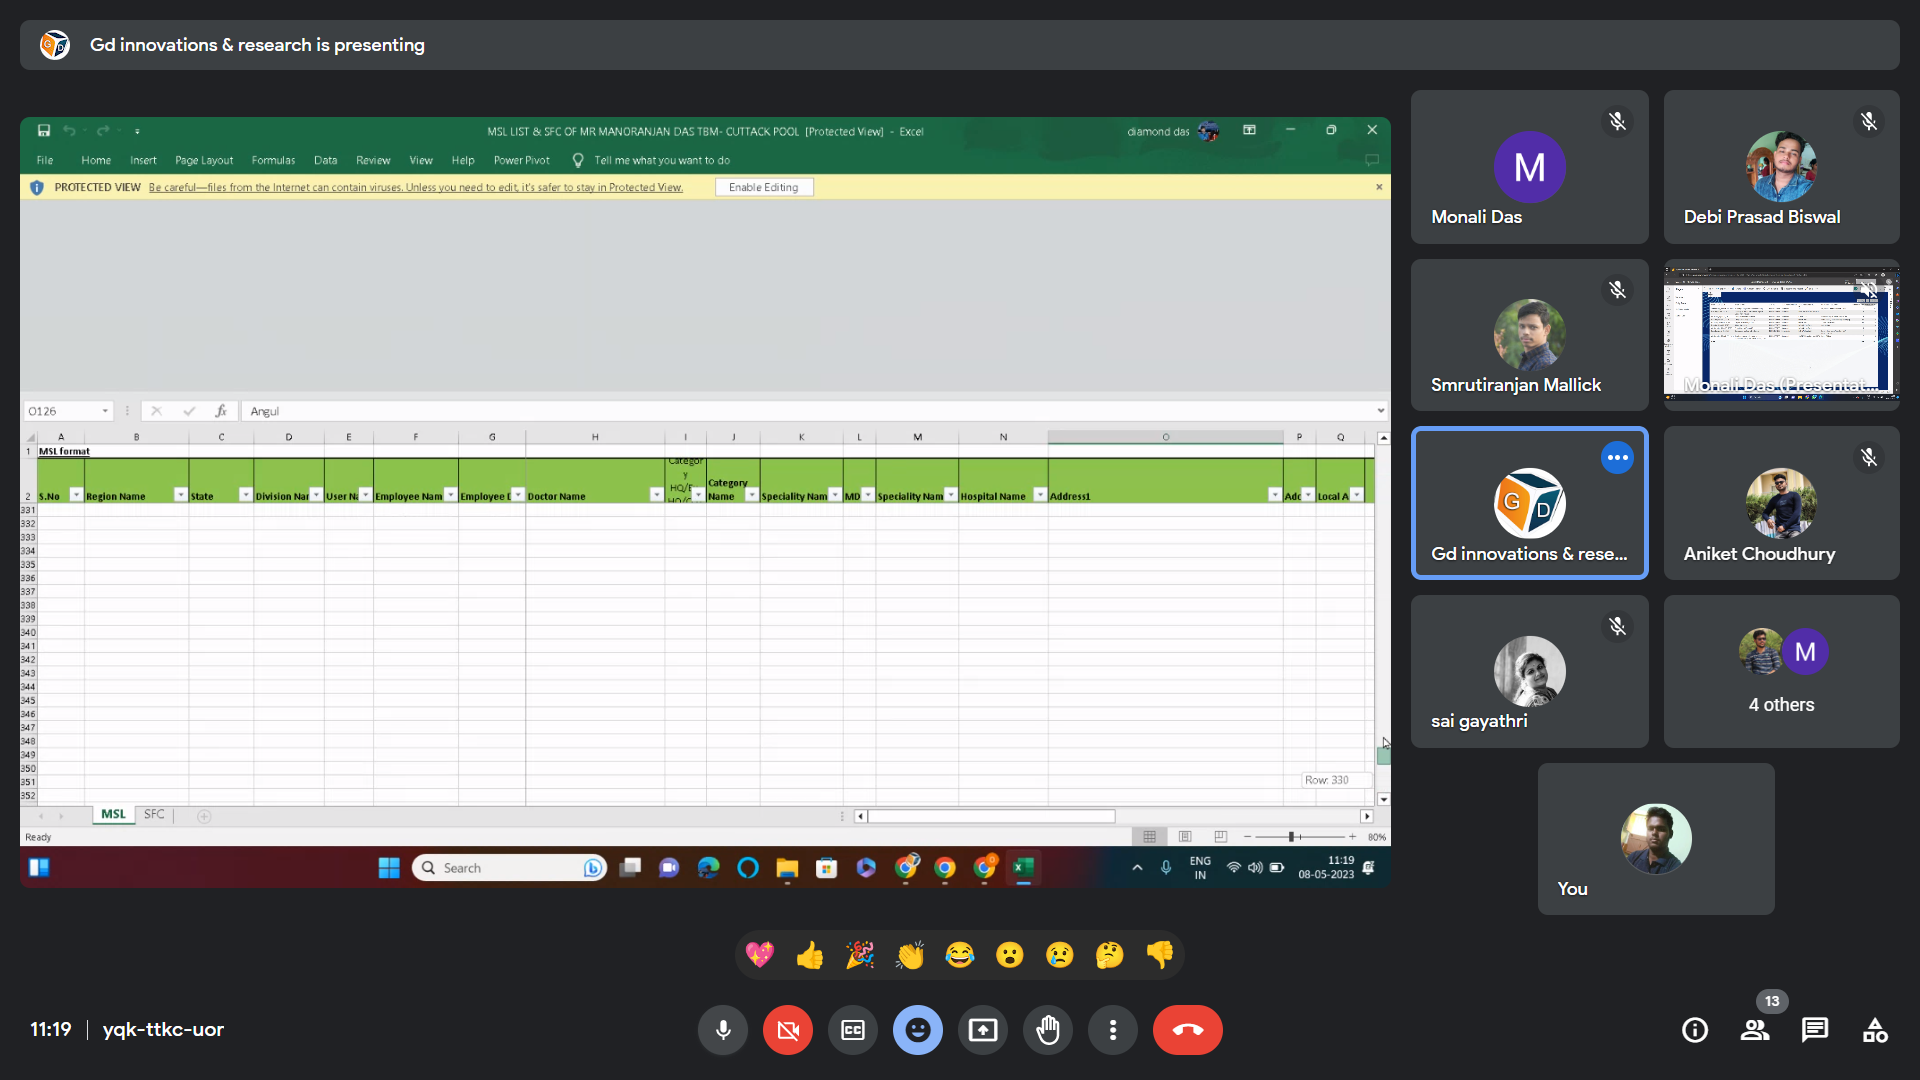 Gd innovations & research is presenting
MSL LIST & SFC OF MR MANORANJAN DAS TBM- CUTTACK POOL [Protected View] - Excel
diamond das
File Home Insert Page Layout Formulas Data Review View Help Power Pivot Tell me what you want to do
PROTECTED VIEW Be careful—files from the Internet can contain viruses. Unless you need to edit, it's safer to stay in Protected View. Enable Editing
O126 fx Angul
A B C D E F G H I J K L M N O P Q
1 MSL format
2 S.No Region Name State Division Nar User Na Employee Nam Employee Doctor Name Categor y HQ/E Category Name Speciality Nam MD Speciality Nam Hospital Name Address1 Adc Local A
331
332
333
334
335
336
337
338
339
340
341
342
343
344
345
346
347
348
349
350
351
352
Row: 330
MSL SFC
Ready
80%
Search
ENG
IN
11:19
08-05-2023
M
Monali Das
Debi Prasad Biswal
Smrutiranjan Mallick
Monali Das (Presentat...
G D
Gd innovations & rese...
Aniket Choudhury
sai gayathri
M
4 others
You
11:19 | yqk-ttkc-uor
CC
13